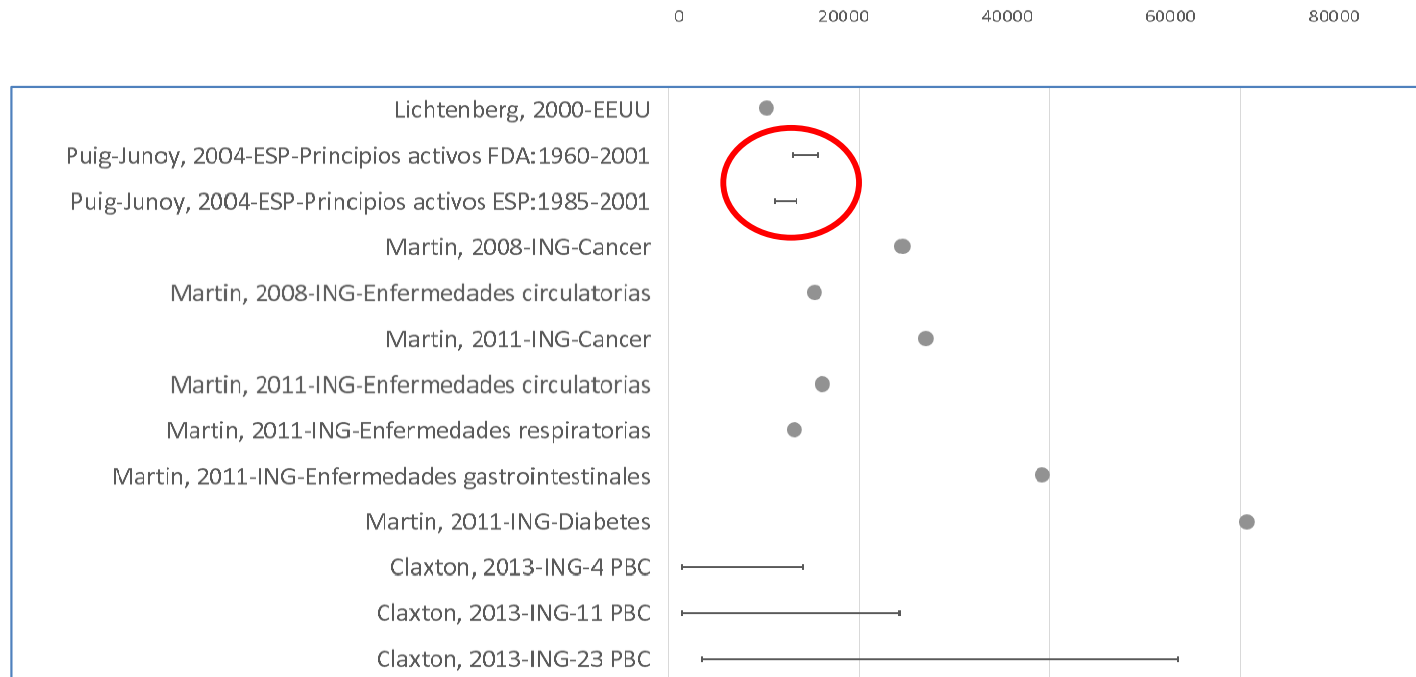 0 20000 40000 60000 80000
Lichtenberg, 2000-EEUU
Puig-Junoy, 2004-ESP-Principios activos FDA:1960-2001
Puig-Junoy, 2004-ESP-Principios activos ESP:1985-2001
Martin, 2008-ING-Cancer
Martin, 2008-ING-Enfermedades circulatorias
Martin, 2011-ING-Cancer
Martin, 2011-ING-Enfermedades circulatorias
Martin, 2011-ING-Enfermedades respiratorias
Martin, 2011-ING-Enfermedades gastrointestinales
Martin, 2011-ING-Diabetes
Claxton, 2013-ING-4 PBC
Claxton, 2013-ING-11 PBC
Claxton, 2013-ING-23 PBC